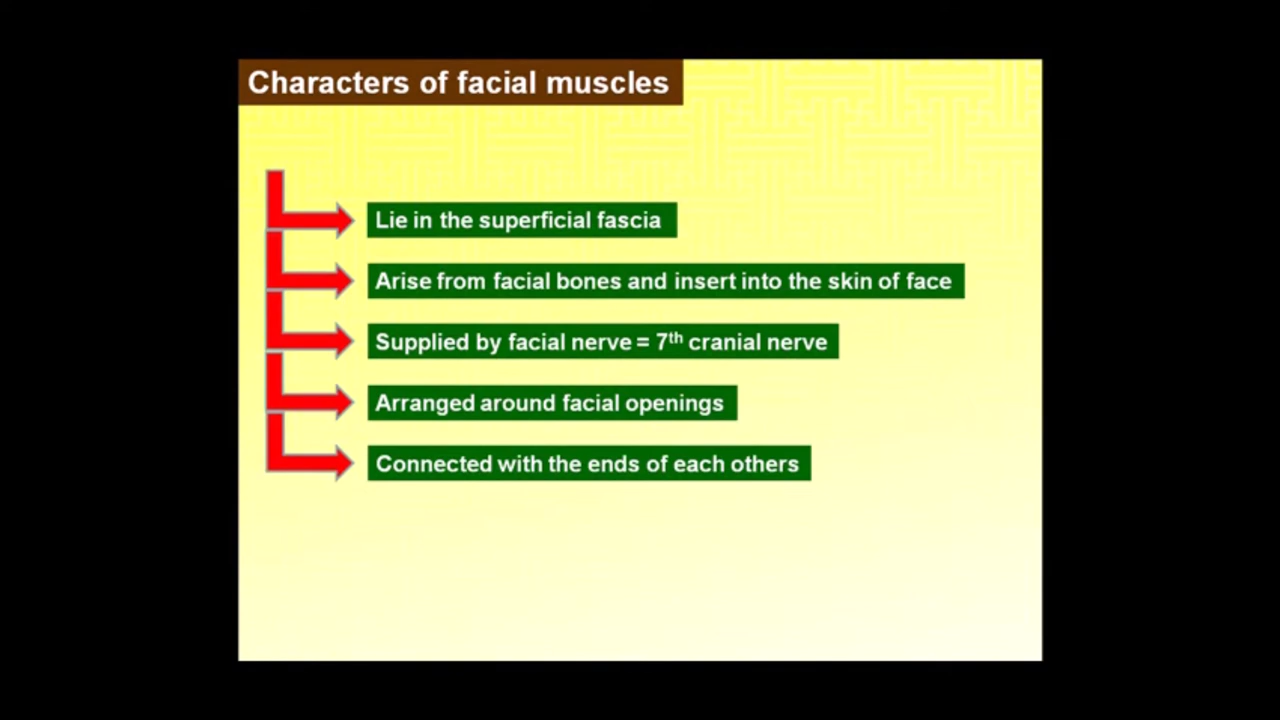 Characters of facial muscles
Lie in the superficial fascia
Arise from facial bones and insert into the skin of face
Supplied by facial nerve = 7th cranial nerve
Arranged around facial openings
Connected with the ends of each others